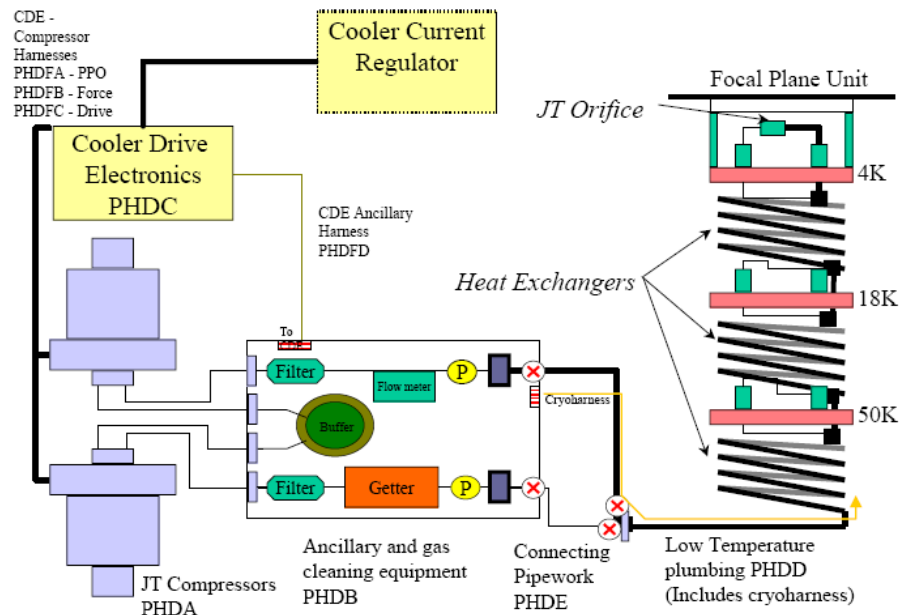 CDE -
Compressor
Harnesses
PHDFA - PPO
PHDFB - Force
PHDFC - Drive
Cooler Current
Regulator
Focal Plane Unit
JT Orifice
Cooler Drive
Electronics
PHDC
4K
CDE Ancillary
Harness
PHDFD
Heat Exchangers
18K
To
Filter
Flow meter
P
Cryoharness
50K
Buffer
Filter
Getter
P
JT Compressors
PHDA
Ancillary and gas
cleaning equipment
PHDB
Connecting
Pipework
PHDE
Low Temperature
plumbing PHDD
(Includes cryoharness)